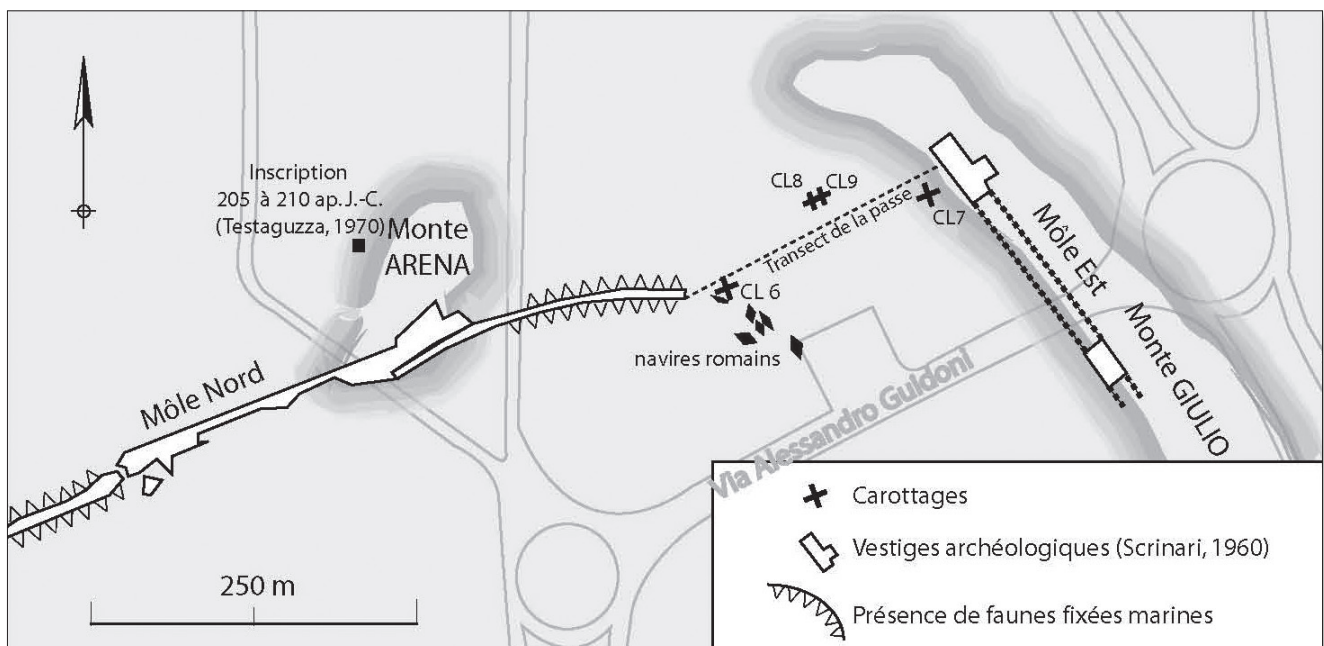 Inscription
205 à 210 ap.J.-C.
(Testaguzza, 1970)
Monte
ARENA
Môle Nord
CL8
CL9
CL7
Transect de la passe
CL 6
navires romains
Môle Est
Monte GIULIO
Via Alessandro Guidoni
250 m
Carottages
Vestiges archéologiques (Scrinari, 1960)
Présence de faunes fixées marines